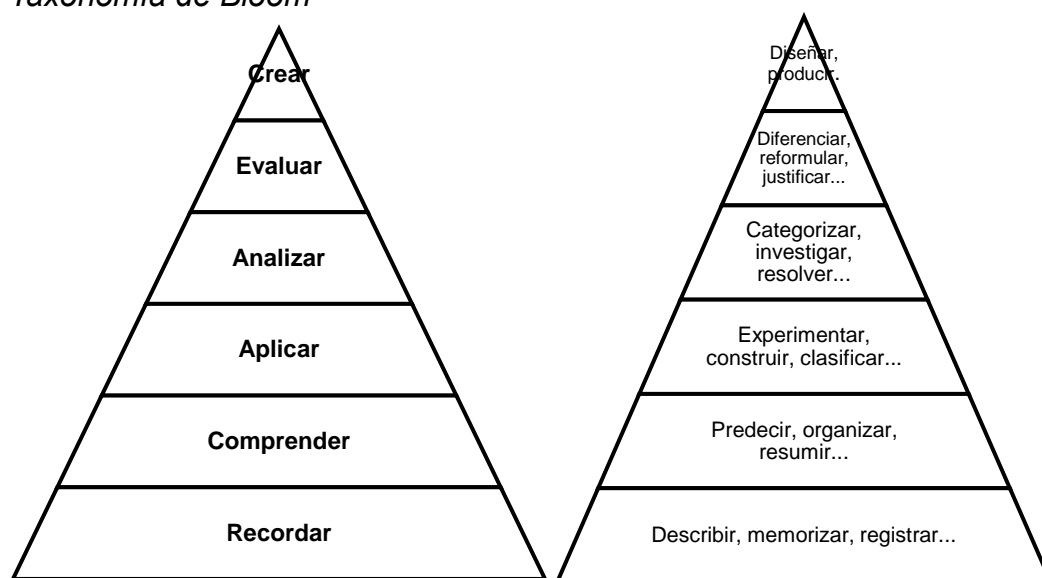 Taxonomía de Bloom
Crear
Evaluar
Analizar
Aplicar
Comprender
Recordar
Diseñar,
producir.
Diferenciar,
reformular,
justificar...
Categorizar,
investigar,
resolver...
Experimentar,
construir, clasificar...
Predecir, organizar,
resumir...
Describir, memorizar, registrar...